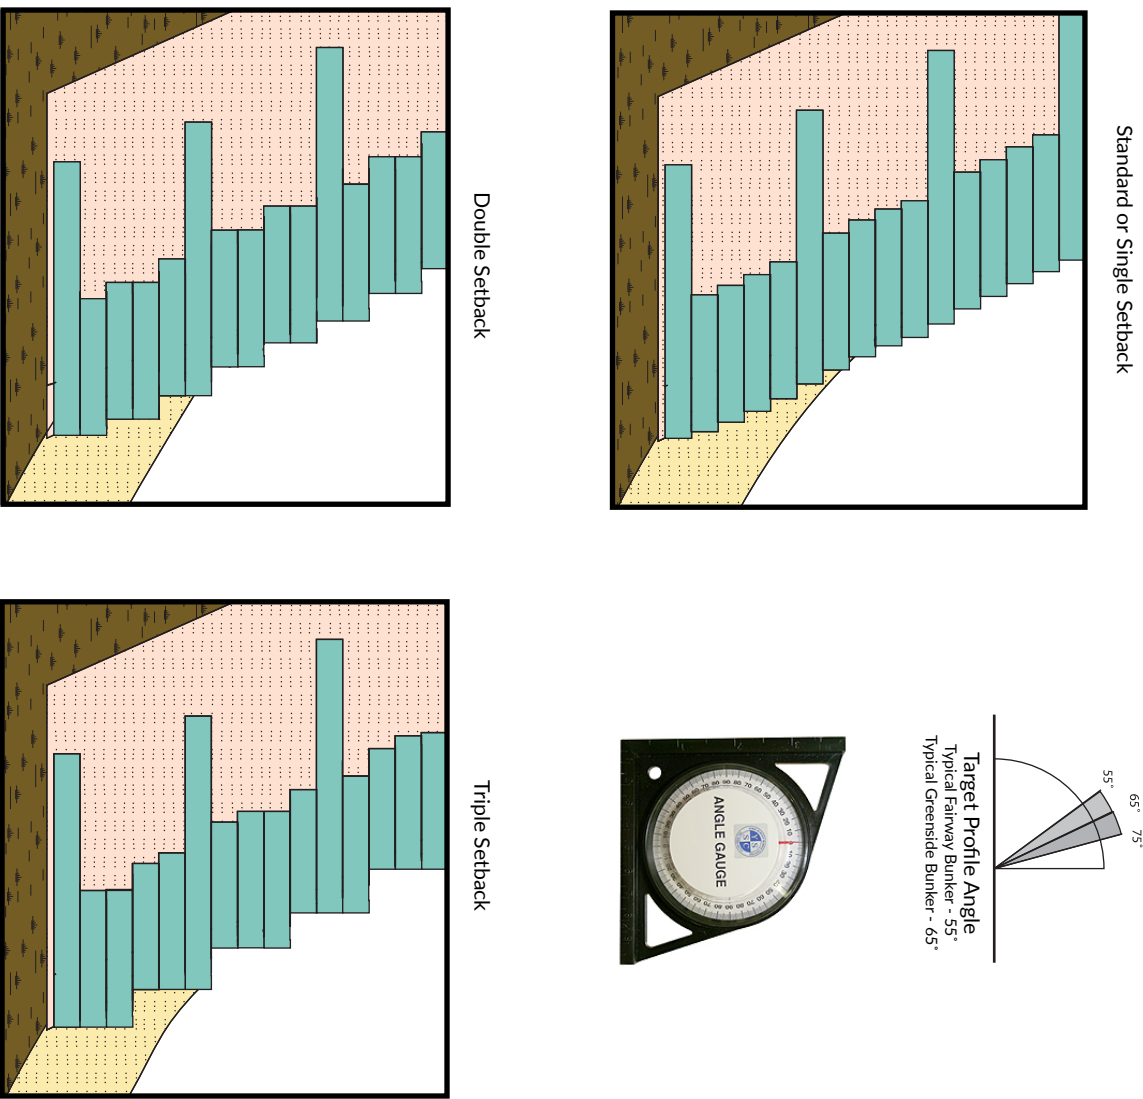 Standard or Single Setback
Double Setback
55°
65°
75°
Target Profile Angle
Typical Fairway Bunker - 55°
Typical Greenside Bunker - 65°
ANGLE GAUGE
Triple Setback